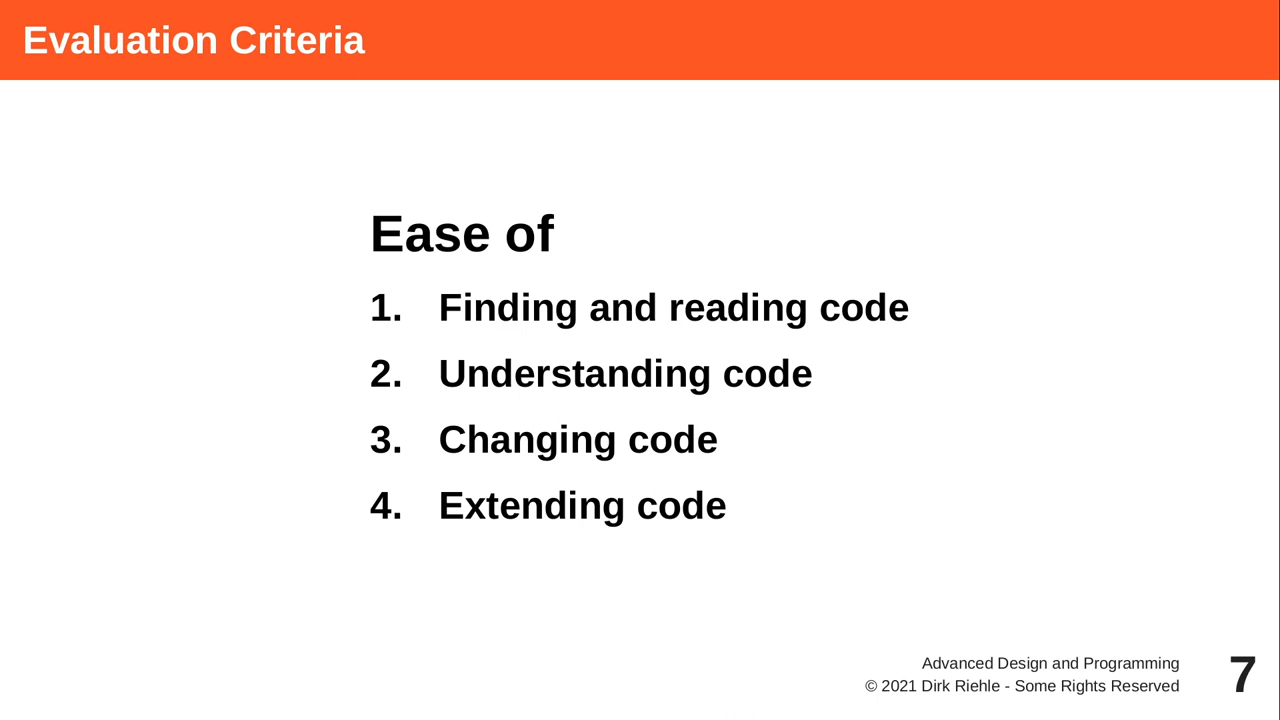 Evaluation Criteria
Ease of
1. Finding and reading code
2. Understanding code
3. Changing code
4. Extending code
Advanced Design and Programming
© 2021 Dirk Riehle - Some Rights Reserved
7